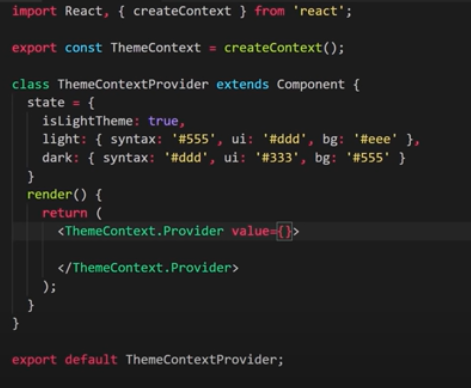 import React, { createContext } from 'react';
export const ThemeContext = createContext();
class ThemeContextProvider extends Component {
state = {
isLightTheme: true,
light: { syntax: '#555', ui: '#ddd', bg: '#eee' },
dark: { syntax: '#ddd', ui: '#333', bg: '#555' }
}
render() {
return (
<ThemeContext.Provider value={}>
</ThemeContext.Provider>
);
}
}
export default ThemeContextProvider;